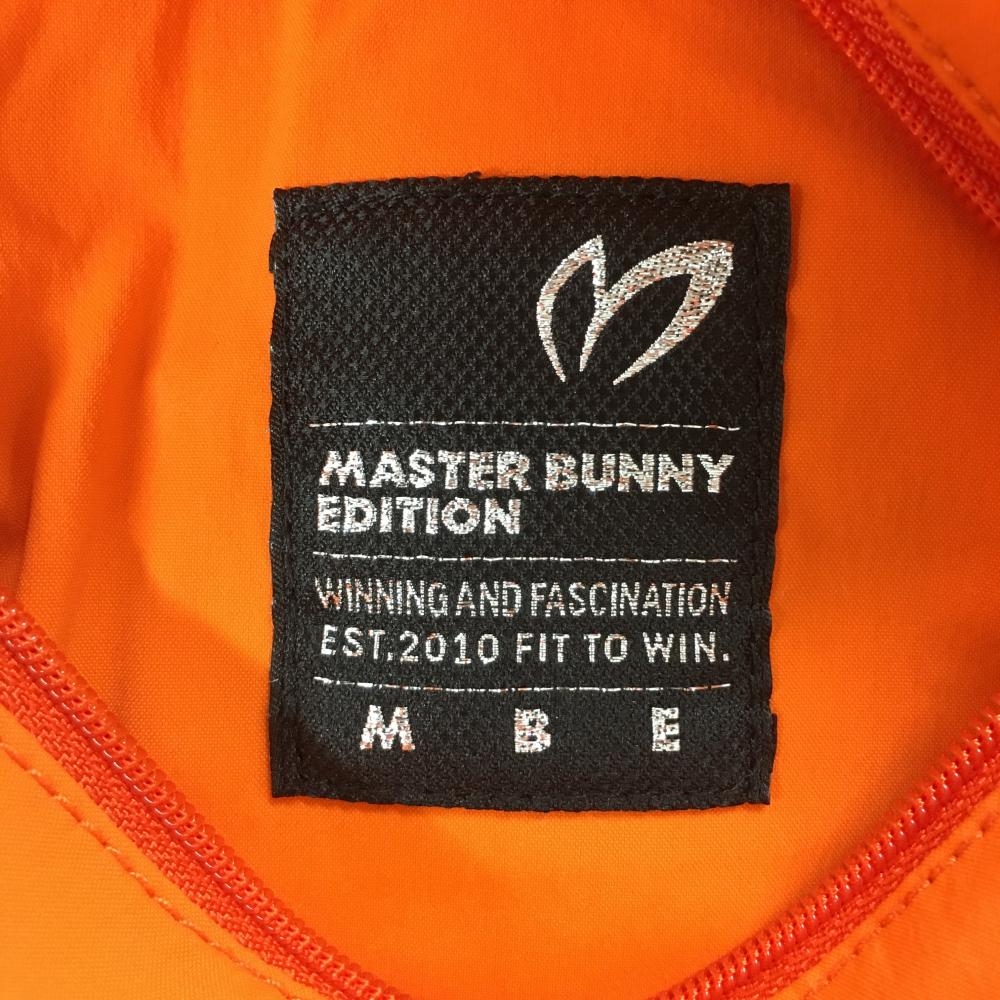 MASTER BUNNY
EDITION
WINNING AND FASCINATION
EST.2010 FIT TO WIN.
M B E